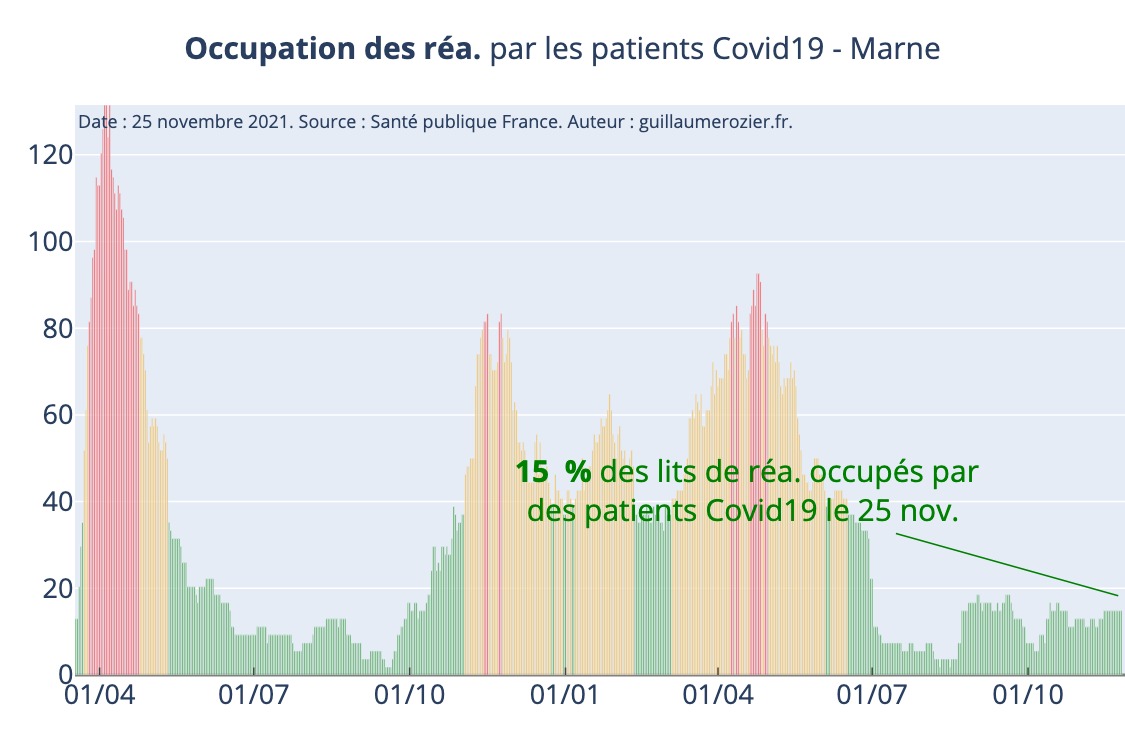 Occupation des réa. par les patients Covid19 - Marne
Date : 25 novembre 2021. Source : Santé publique France. Auteur : guillaumerozier.fr.
120
100
80
60
40
20
0
15 % des lits de réa. occupés par
des patients Covid19 le 25 nov.
01/04 01/07 01/10 01/01 01/04 01/07 01/10